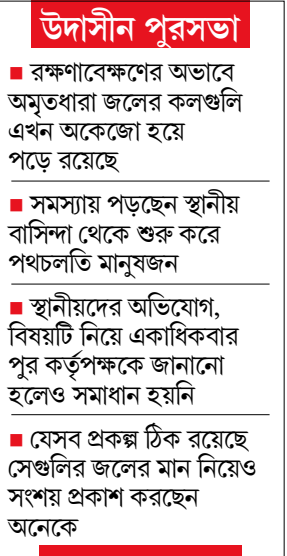 উদাসীন পুরসভা
■ রক্ষণাবেক্ষণের অভাবে
অমৃতধারা জলের কলগুলি
এখন অকেজো হয়ে
পড়ে রয়েছে
■ সমস্যায় পড়ছেন স্থানীয়
বাসিন্দা থেকে শুরু করে
পথচলতি মানুষজন
■ স্থানীয়দের অভিযোগ,
বিষয়টি নিয়ে একাধিকবার
পুর কর্তৃপক্ষকে জানানো
হলেও সমাধান হয়নি
■ যেসব প্রকল্প ঠিক রয়েছে
সেগুলির জলের মান নিয়েও
সংশয় প্রকাশ করছেন
অনেকে